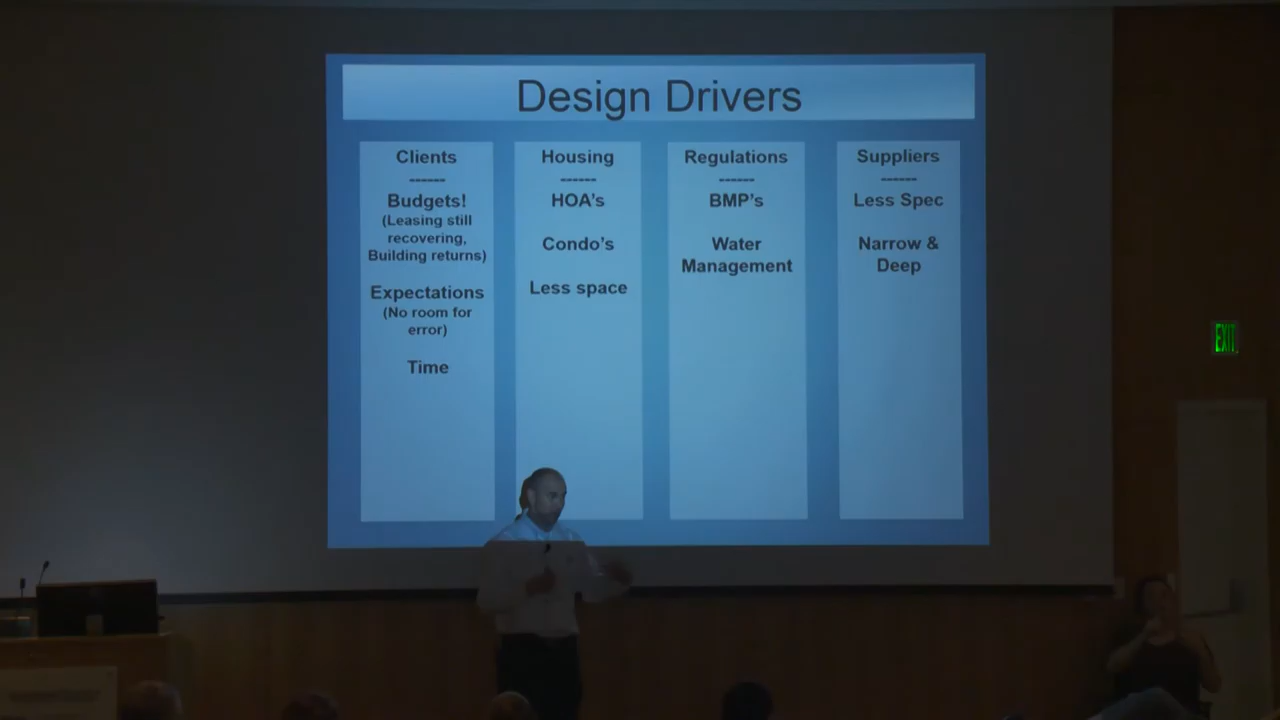 Design Drivers
Clients
------
Budgets!
(Leasing still
recovering,
Building returns)
Expectations
(No room for
error)
Time
Housing
------
HOA's
Condo's
Less space
Regulations
------
BMP's
Water
Management
Suppliers
------
Less Spec
Narrow &
Deep
EXIT